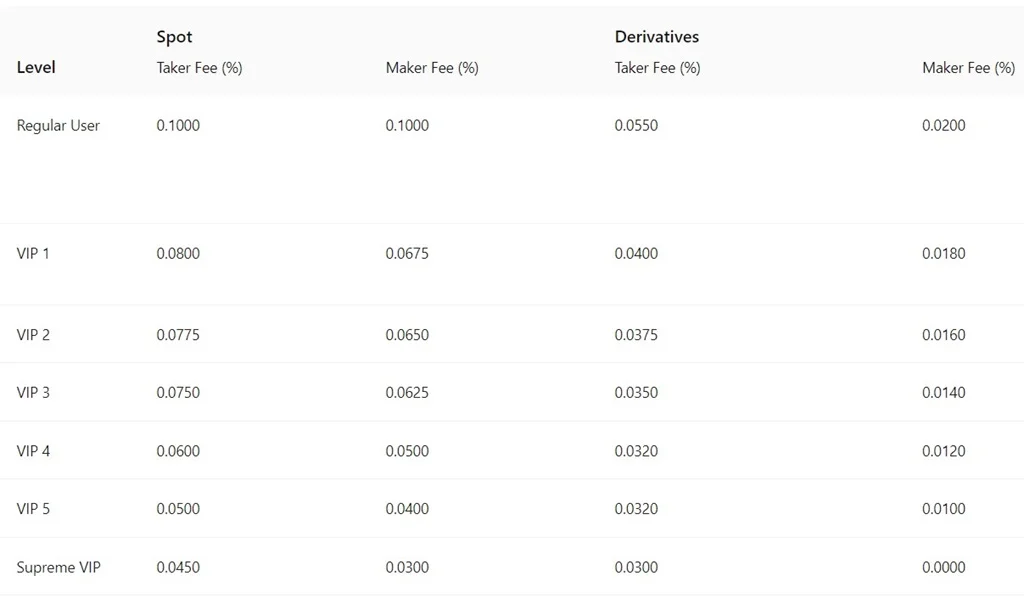 Spot Derivatives
Level Taker Fee (%) Maker Fee (%) Taker Fee (%) Maker Fee (%)
Regular User 0.1000 0.1000 0.0550 0.0200
VIP 1 0.0800 0.0675 0.0400 0.0180
VIP 2 0.0775 0.0650 0.0375 0.0160
VIP 3 0.0750 0.0625 0.0350 0.0140
VIP 4 0.0600 0.0500 0.0320 0.0120
VIP 5 0.0500 0.0400 0.0320 0.0100
Supreme VIP 0.0450 0.0300 0.0300 0.0000